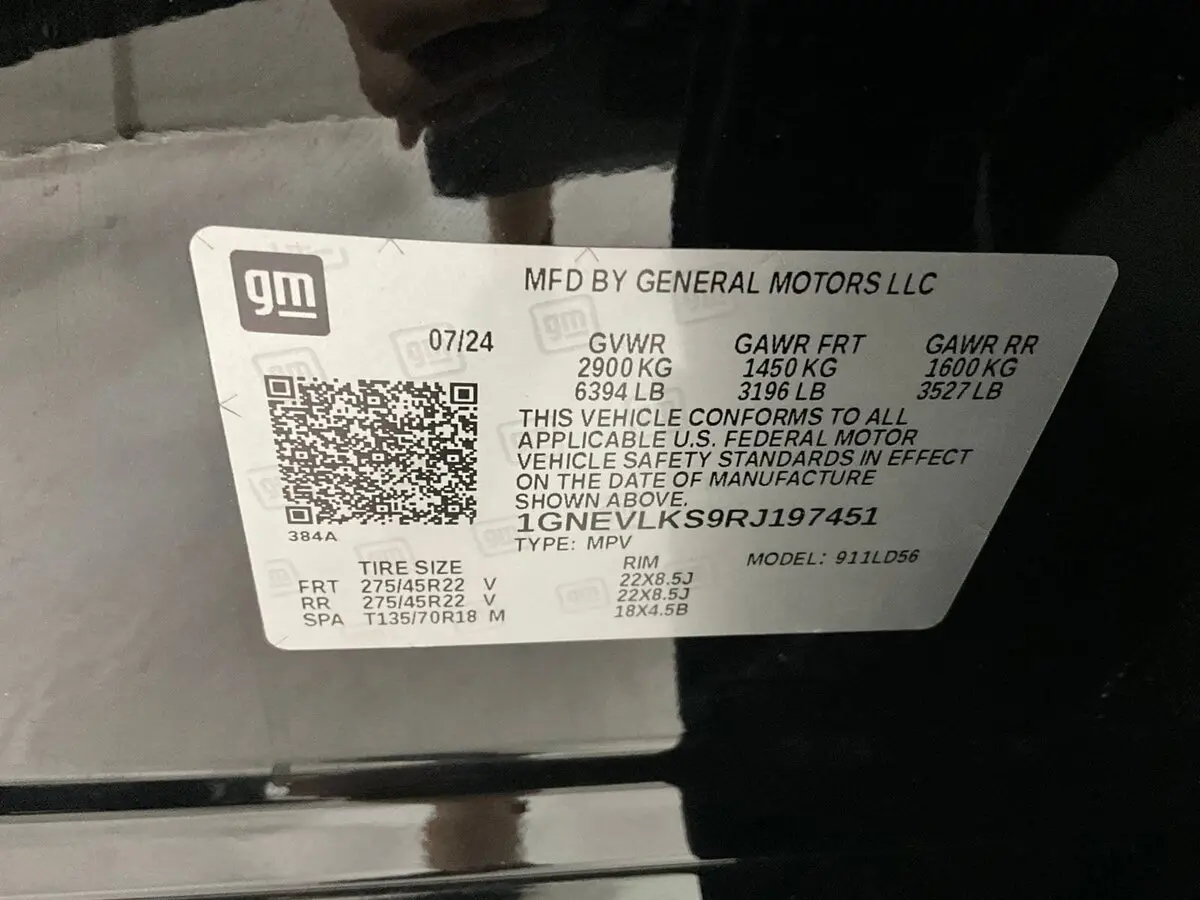 gm
MFD BY GENERAL MOTORS LLC
07/24 GVWR GAWR FRT GAWR RR
2900 KG 1450 KG 1600 KG
6394 LB 3196 LB 3527 LB
THIS VEHICLE CONFORMS TO ALL
APPLICABLE U.S. FEDERAL MOTOR
VEHICLE SAFETY STANDARDS IN EFFECT
ON THE DATE OF MANUFACTURE
SHOWN ABOVE.
1GNEVLKS9RJ197451
384A
TYPE: MPV MODEL: 911LD56
TIRE SIZE RIM
FRT 275/45R22 V 22X8.5J
RR 275/45R22 V 22X8.5J
SPA T135/70R18 M 18X4.5B